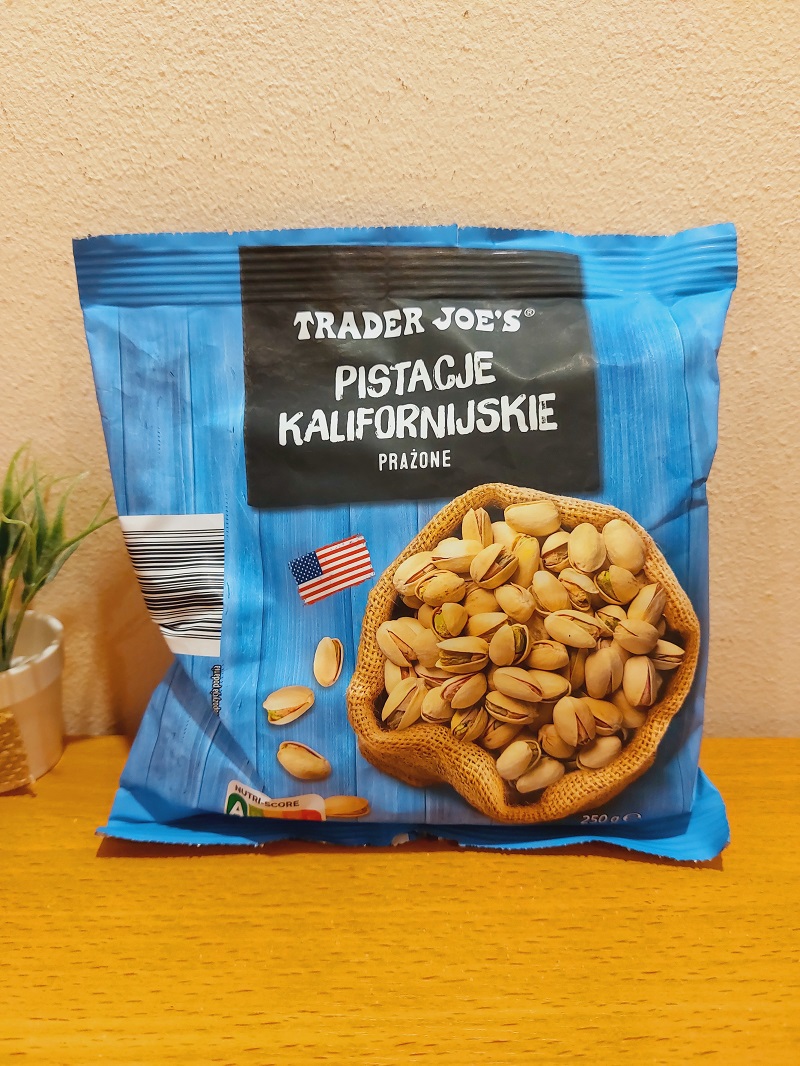 TRADER JOE'S®
PISTACJE
KALIFORNIJSKIE
PRAŻONE
NUTRI-SCORE
A
250 g ℮